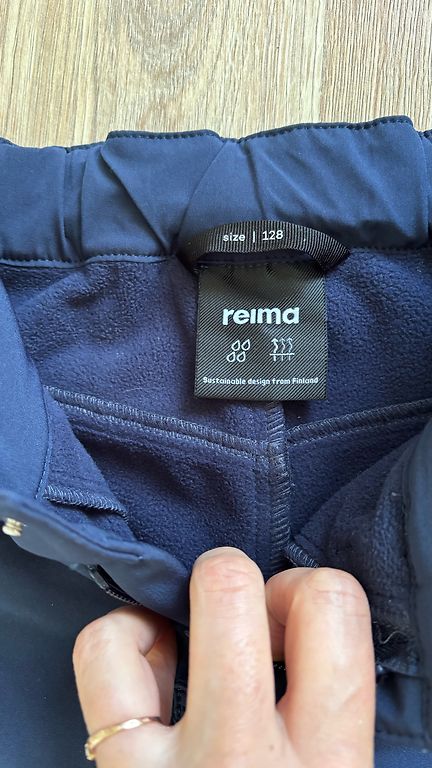 size | 128
reima
Sustainable design from Finland